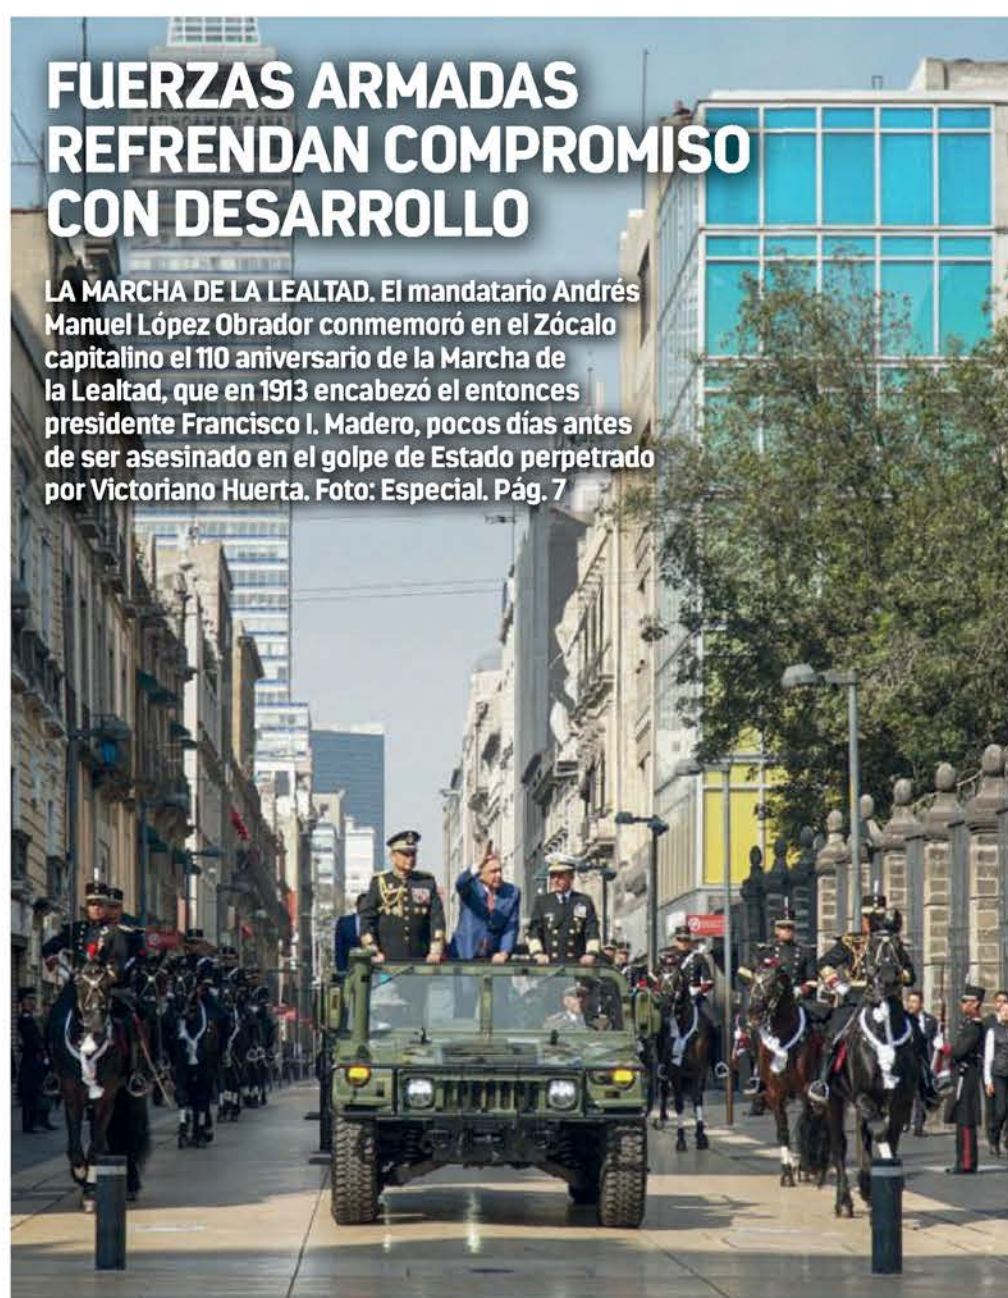 FUERZAS ARMADAS
REFRENDAN COMPROMISO
CON DESARROLLO
LA MARCHA DE LA LEALTAD. El mandatario Andrés
Manuel López Obrador conmemoró en el Zócalo
capitalino el 110 aniversario de la Marcha de
la Lealtad, que en 1913 encabezó el entonces
presidente Francisco I. Madero, pocos días antes
de ser asesinado en el golpe de Estado perpetrado
por Victoriano Huerta. Foto: Especial. Pág. 7